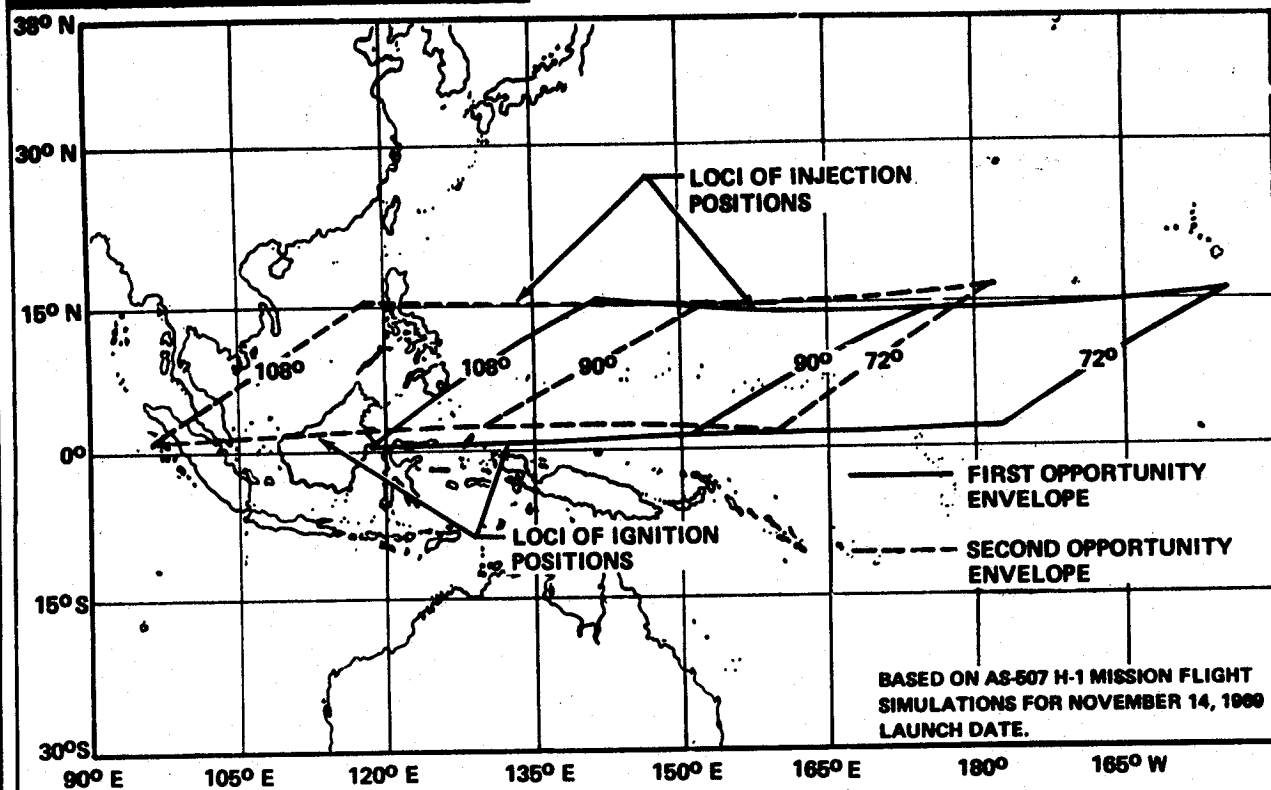 38° N
30° N
15° N
0°
15° S
30° S
90° E
105° E
120° E
135° E
150° E
165° E
180°
165° W
LOCI OF INJECTION
POSITIONS
108°
108°
90°
90°
72°
72°
LOCI OF IGNITION
POSITIONS
FIRST OPPORTUNITY
ENVELOPE
SECOND OPPORTUNITY
ENVELOPE
BASED ON AS-507 H-1 MISSION FLIGHT
SIMULATIONS FOR NOVEMBER 14, 1969
LAUNCH DATE.